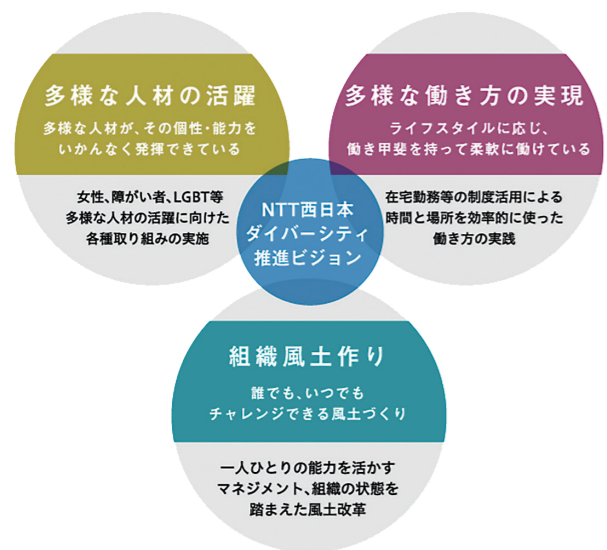 多様な人材の活躍
多様な人材が、その個性・能力を
いかんなく発揮できている
女性、障がい者、LGBT等
多様な人材の活躍に向けた
各種取り組みの実施
多様な働き方の実現
ライフスタイルに応じ、
働き甲斐を持って柔軟に働けている
在宅勤務等の制度活用による
時間と場所を効率的に使った
働き方の実践
NTT西日本
ダイバーシティ
推進ビジョン
組織風土作り
誰でも、いつでも
チャレンジできる風土づくり
一人ひとりの能力を活かす
マネジメント、組織の状態を
踏まえた風土改革